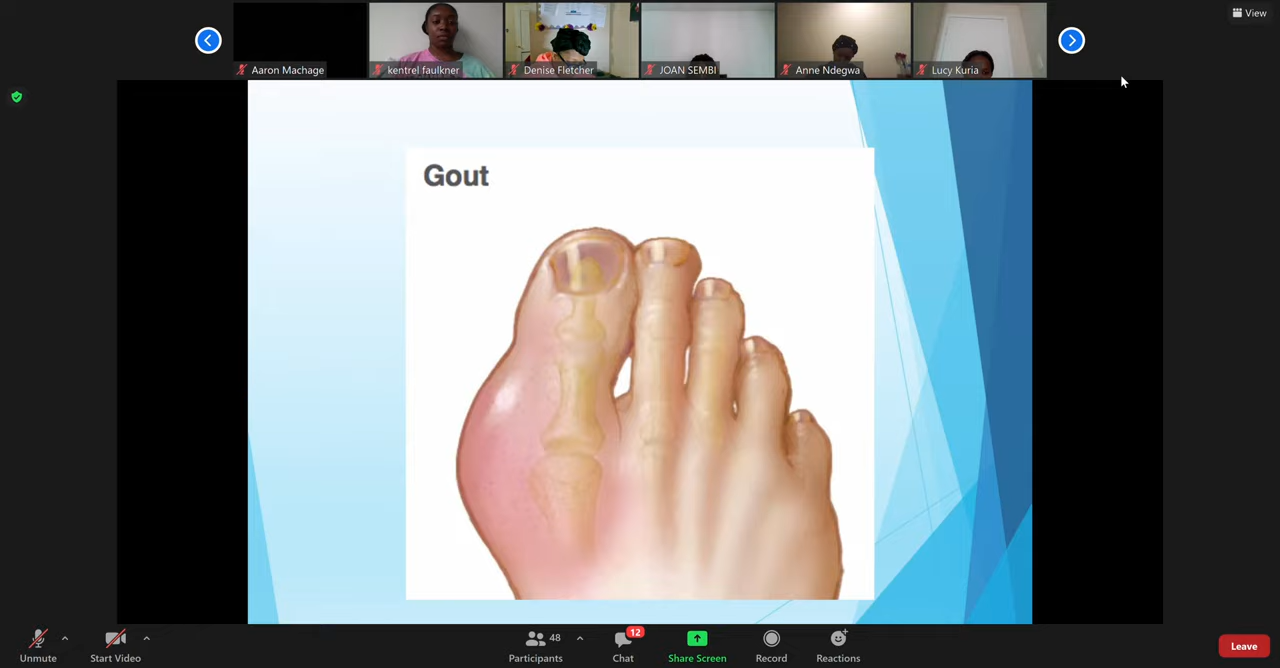 View
Aaron Machage
kentrel faulkner
Denise Fletcher
JOAN SEMBI
Anne Ndegwa
Lucy Kuria
Gout
Unmute
Start Video
48
Participants
12
Chat
Share Screen
Record
Reactions
Leave